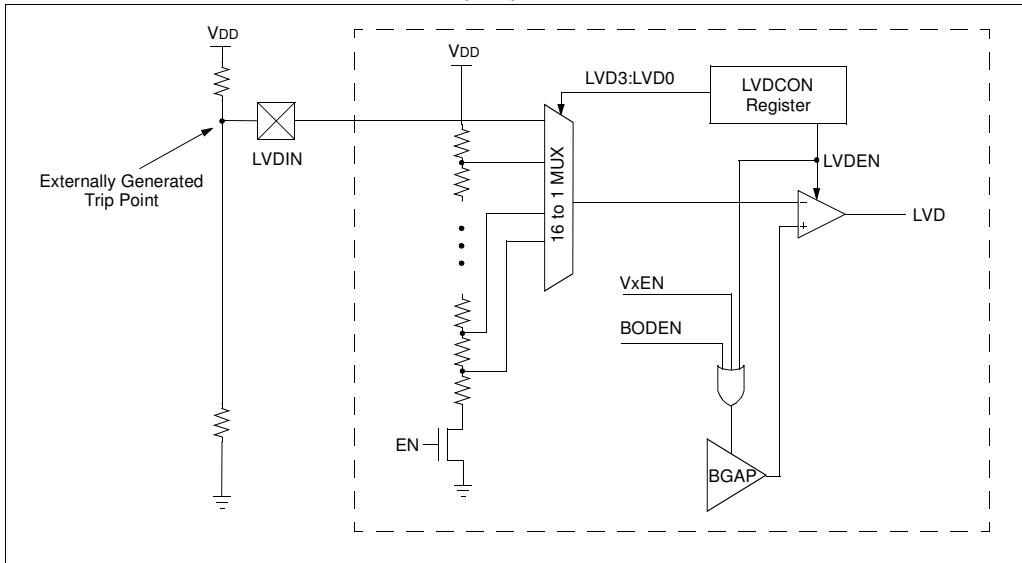 VDD
VDD
LVD3:LVD0
LVDCON
Register
LVDIN
LVDEN
Externally Generated
Trip Point
16 to 1 MUX
−
+
LVD
VxEN
BODEN
EN
BGAP